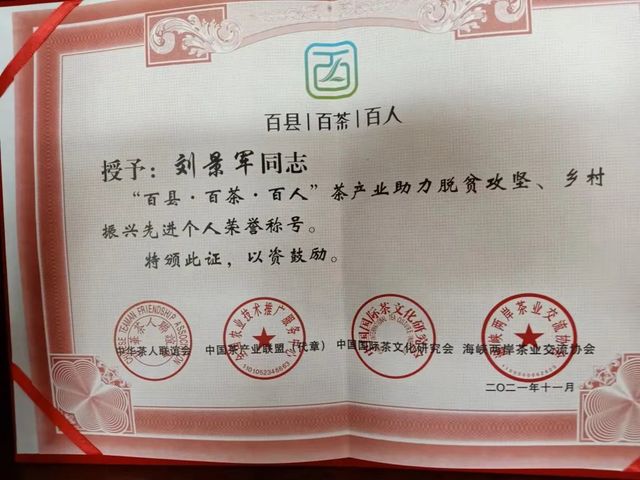 百县|百茶|百人
授予：刘景军同志
“百县·百茶·百人”茶产业助力脱贫攻坚、乡村
振兴先进个人荣誉称号。
特颁此证，以资鼓励。
中华茶人联谊会 中国茶产业联盟（代章） 中国国际茶文化研究会 海峡两岸茶业交流协会
二〇二一年十一月